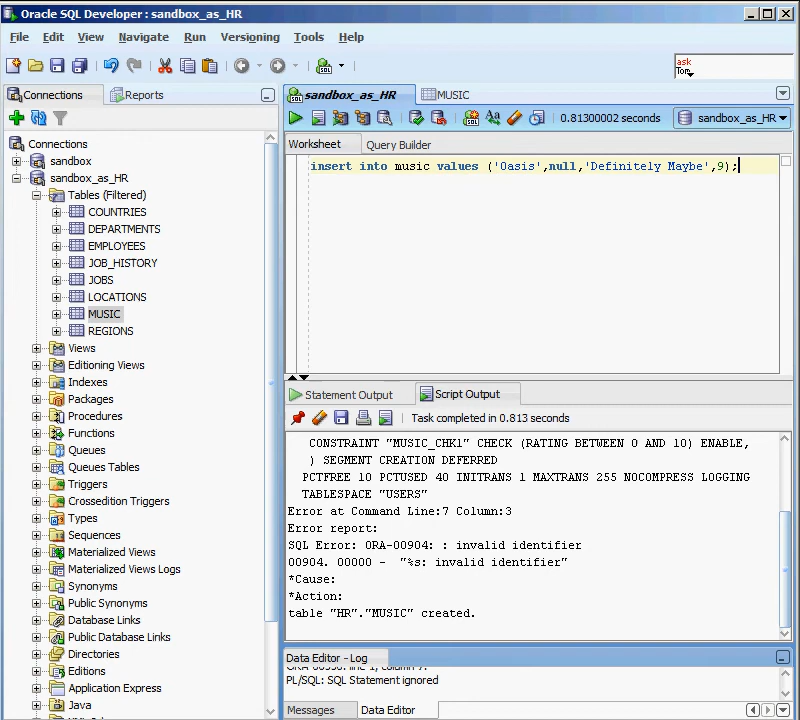 Oracle SQL Developer : sandbox_as_HR
File Edit View Navigate Run Versioning Tools Help
ask
Tom
Connections Reports
sandbox_as_HR MUSIC
0.81300002 seconds sandbox_as_HR
Worksheet Query Builder
insert into music values ('Oasis',null,'Definitely Maybe',9);
Connections
sandbox
sandbox_as_HR
Tables (Filtered)
COUNTRIES
DEPARTMENTS
EMPLOYEES
JOB_HISTORY
JOBS
LOCATIONS
MUSIC
REGIONS
Views
Editioning Views
Indexes
Packages
Procedures
Functions
Queues
Queues Tables
Triggers
Crossedition Triggers
Types
Sequences
Materialized Views
Materialized Views Logs
Synonyms
Public Synonyms
Database Links
Public Database Links
Directories
Editions
Application Express
Java
Statement Output Script Output
Task completed in 0.813 seconds
CONSTRAINT "MUSIC_CHK1" CHECK (RATING BETWEEN 0 AND 10) ENABLE,
) SEGMENT CREATION DEFERRED
PCTFREE 10 PCTUSED 40 INITRANS 1 MAXTRANS 255 NOCOMPRESS LOGGING
TABLESPACE "USERS"
Error at Command Line:7 Column:3
Error report:
SQL Error: ORA-00904: : invalid identifier
00904. 00000 - "%s: invalid identifier"
*Cause:
*Action:
table "HR"."MUSIC" created.
Data Editor - Log
PL/SQL: SQL Statement ignored
Messages Data Editor